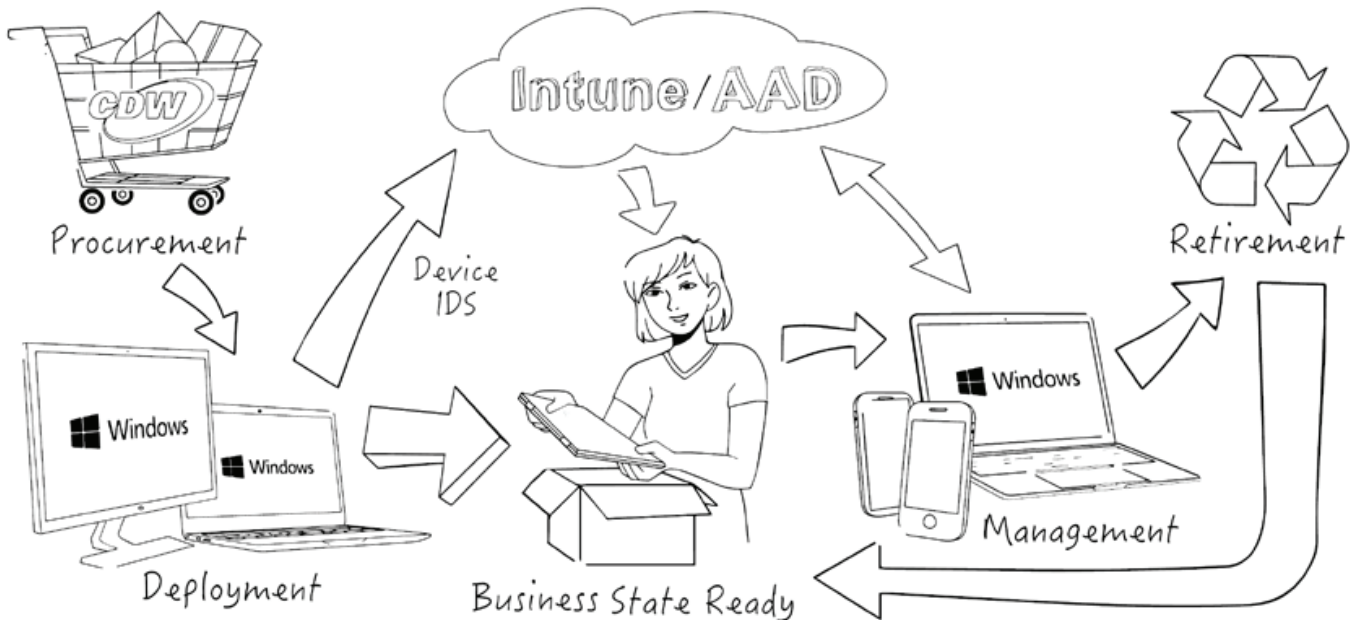 CDW
Intune/AAD
Procurement
Device
IDS
Retirement
Windows
Windows
Windows
Deployment
Business State Ready
Management